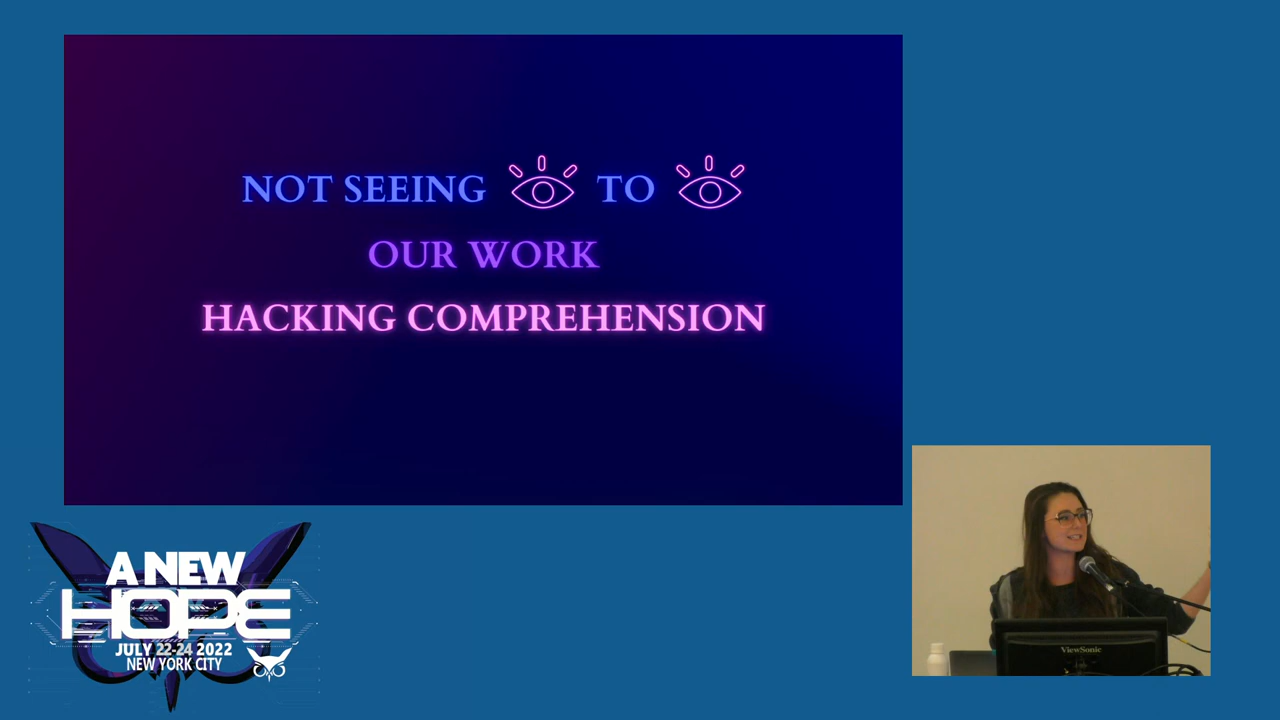 NOT SEEING TO
OUR WORK
HACKING COMPREHENSION
A NEW
HOPE
JULY 22-24 2022
NEW YORK CITY
ViewSonic